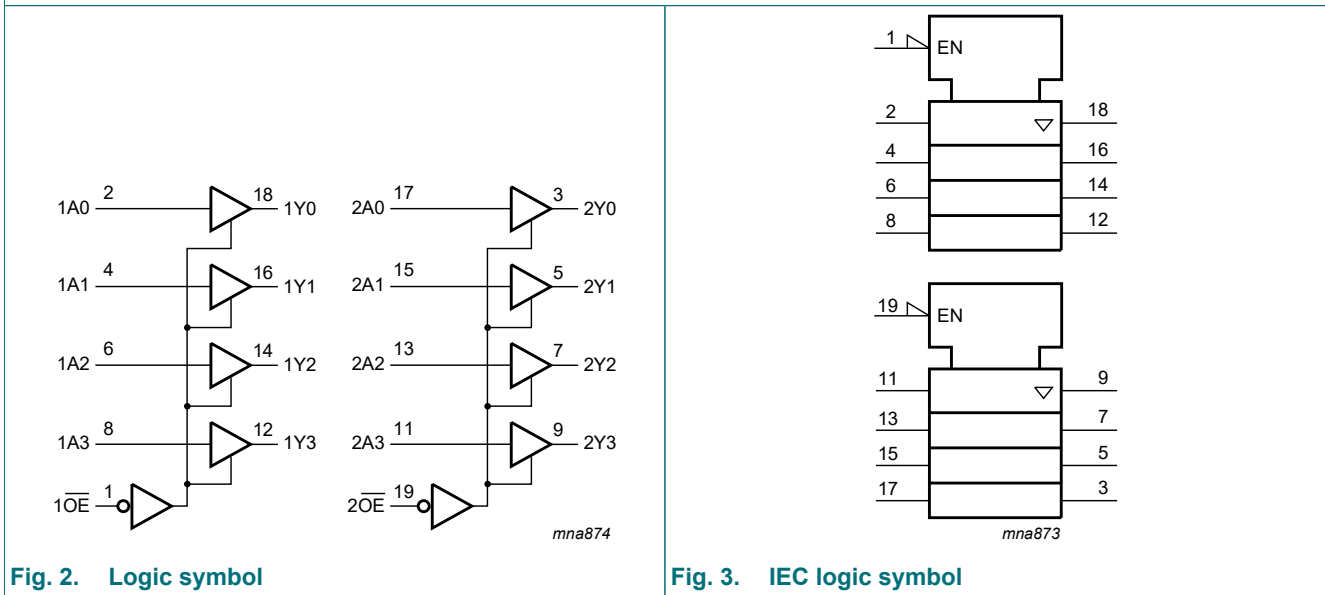 1A0 2 18 1Y0
1A1 4 16 1Y1
1A2 6 14 1Y2
1A3 8 12 1Y3
1O̅E̅ 1
2A0 17 3 2Y0
2A1 15 5 2Y1
2A2 13 7 2Y2
2A3 11 9 2Y3
2O̅E̅ 19
mna874
Fig. 2. Logic symbol
1 EN
2 18
4 16
6 14
8 12
19 EN
11 9
13 7
15 5
17 3
mna873
Fig. 3. IEC logic symbol